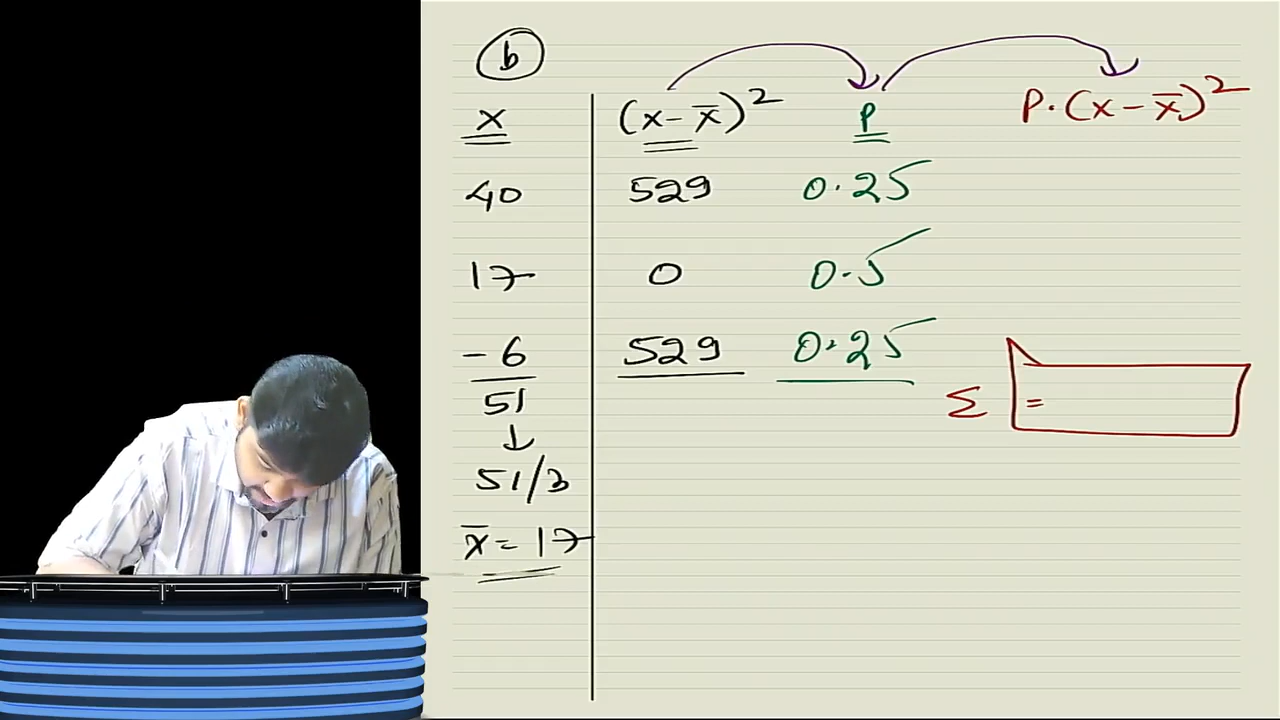 b
x (x-x̄)² P P·(x-x̄)²
40 529 0.25
17 0 0.5
-6 529 0.25
51 Σ =
↓
51/3
x̄ = 17